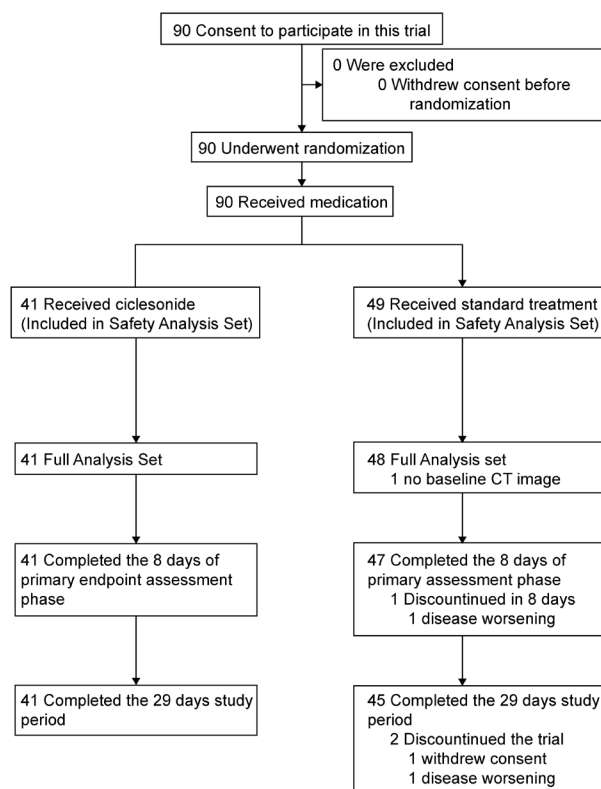 90 Consent to participate in this trial
0 Were excluded
0 Withdrew consent before
randomization
90 Underwent randomization
90 Received medication
41 Received ciclesonide
(Included in Safety Analysis Set)
49 Received standard treatment
(Included in Safety Analysis Set)
41 Full Analysis Set
48 Full Analysis set
1 no baseline CT image
41 Completed the 8 days of
primary endpoint assessment
phase
47 Completed the 8 days of
primary assessment phase
1 Discountinued in 8 days
1 disease worsening
41 Completed the 29 days study
period
45 Completed the 29 days study
period
2 Discountinued the trial
1 withdrew consent
1 disease worsening